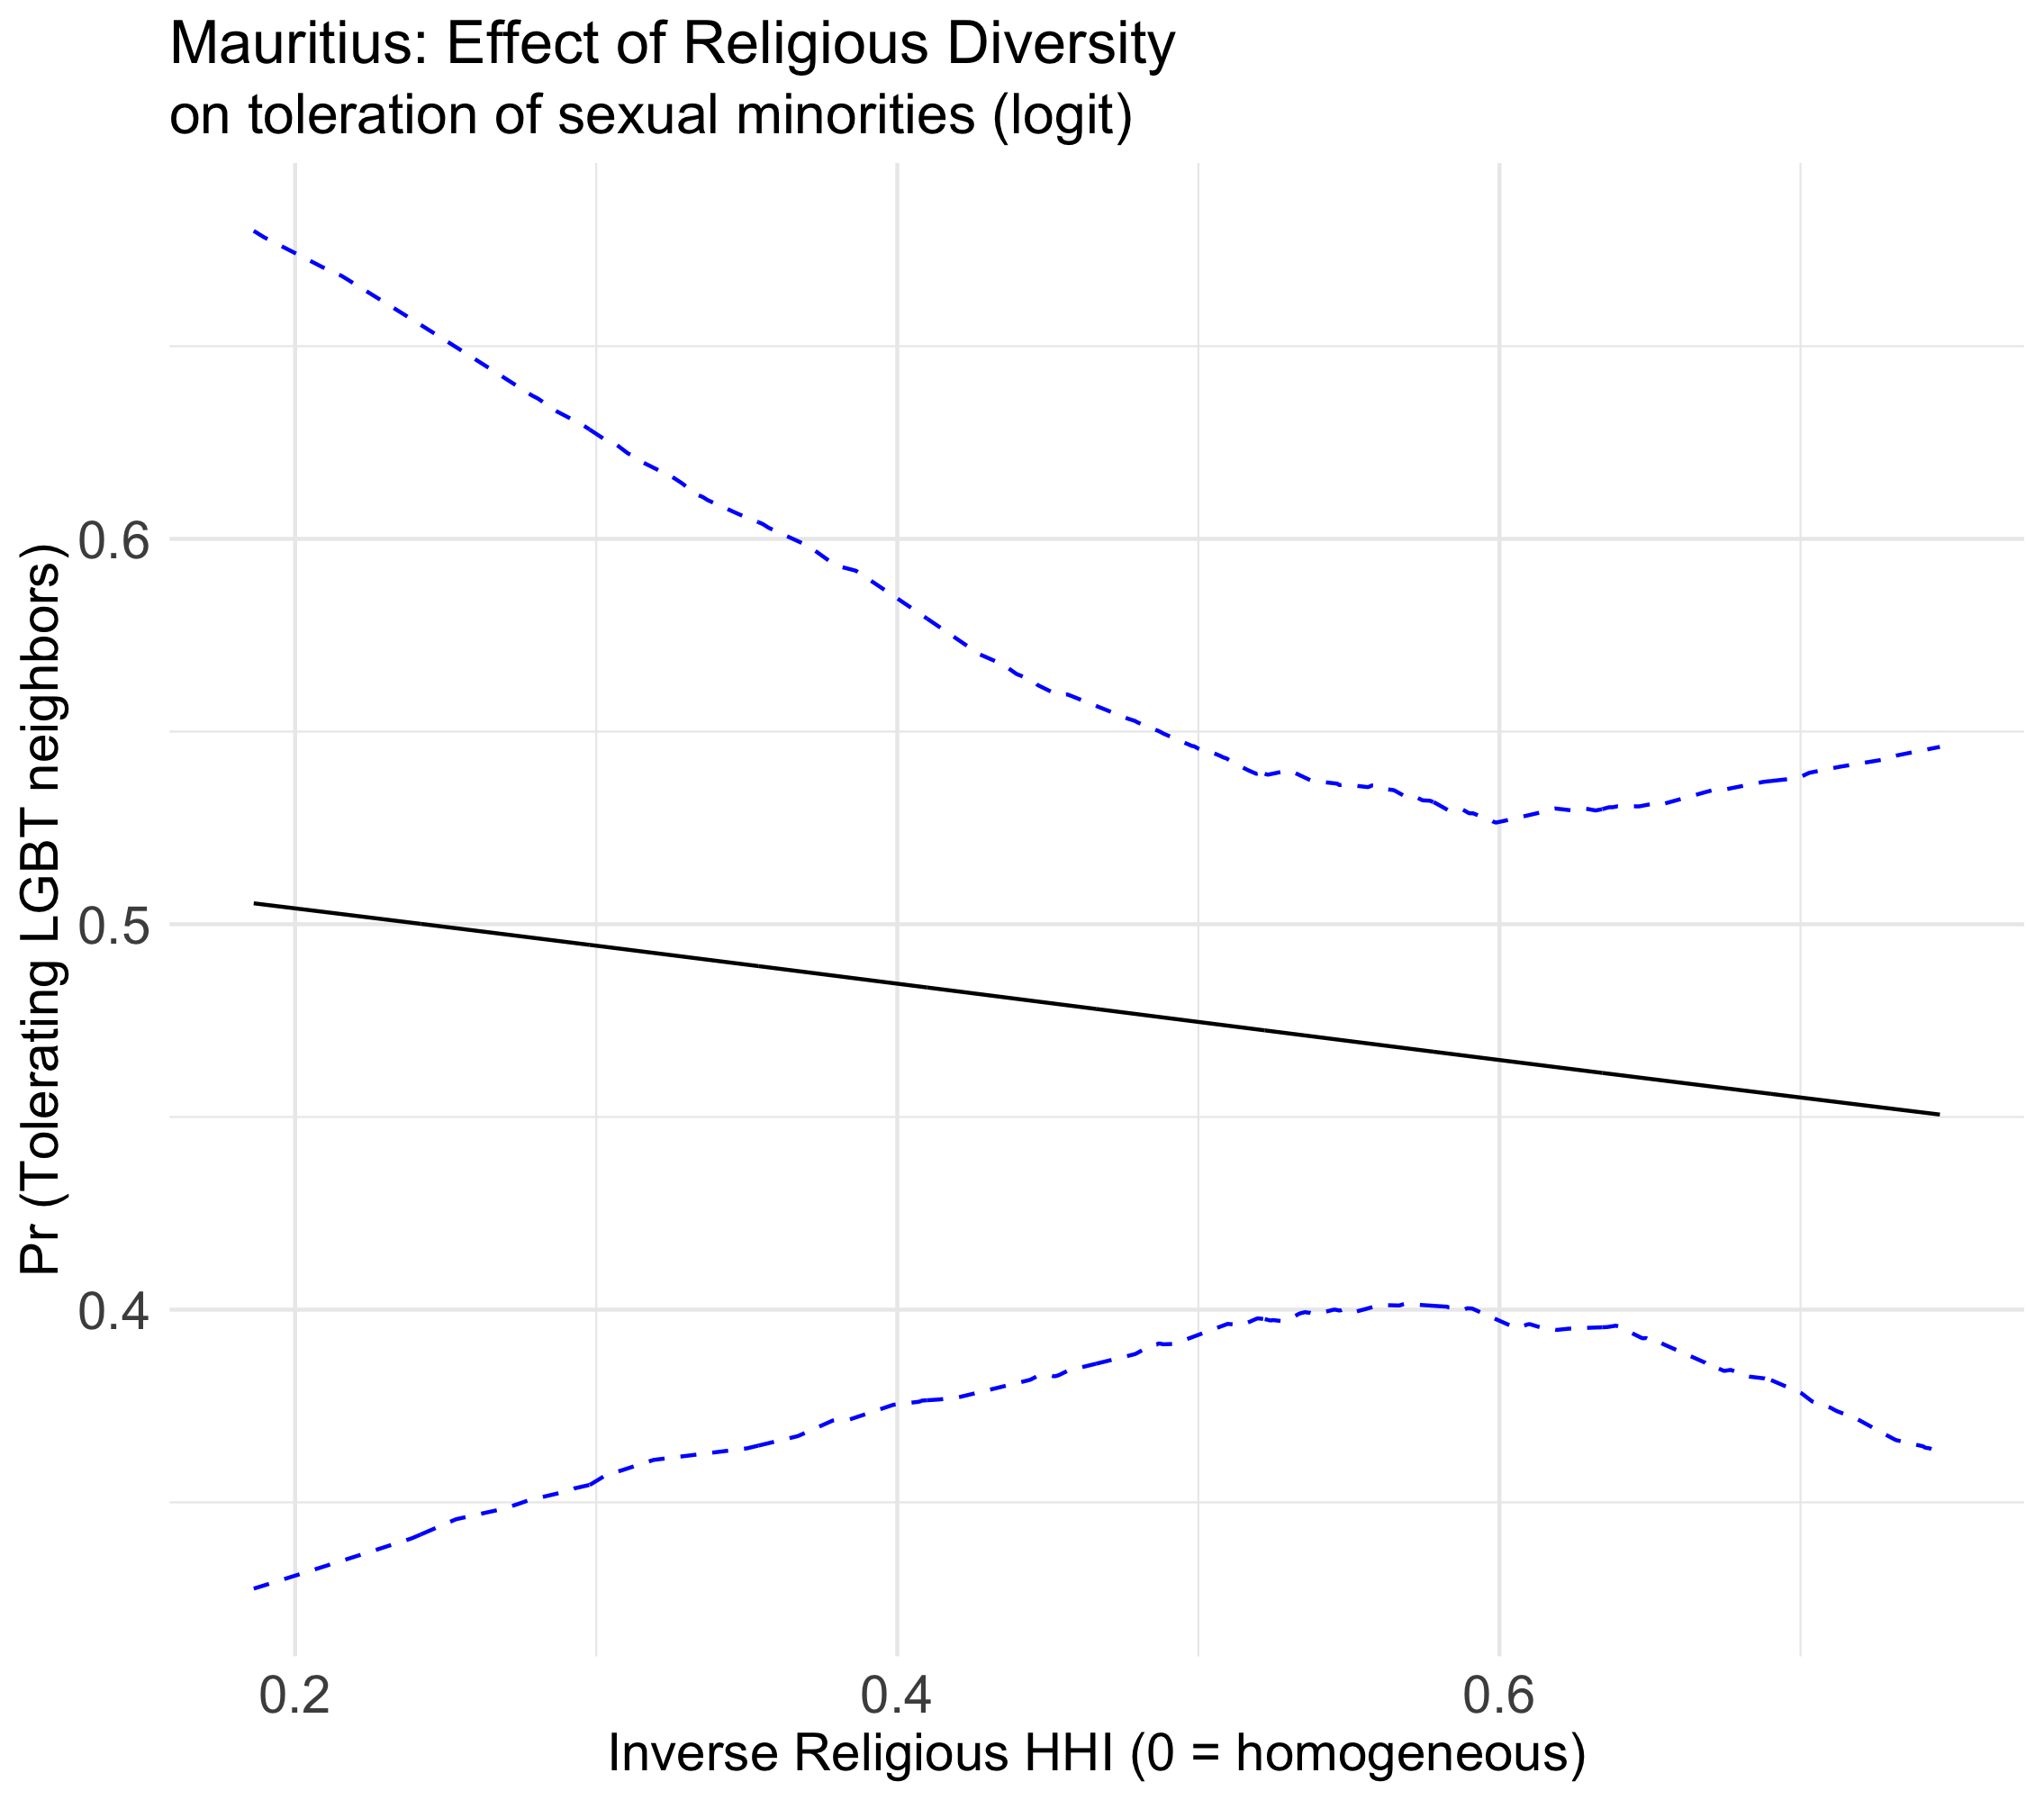 Mauritius: Effect of Religious Diversity
on toleration of sexual minorities (logit)
Pr (Tolerating LGBT neighbors)
0.6
0.5
0.4
0.2
0.4
0.6
Inverse Religious HHI (0 = homogeneous)